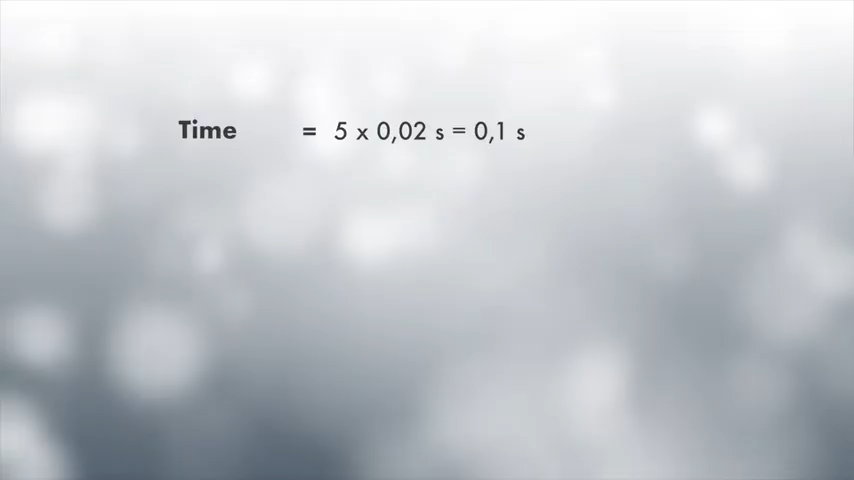 Time = 5 x 0,02 s = 0,1 s